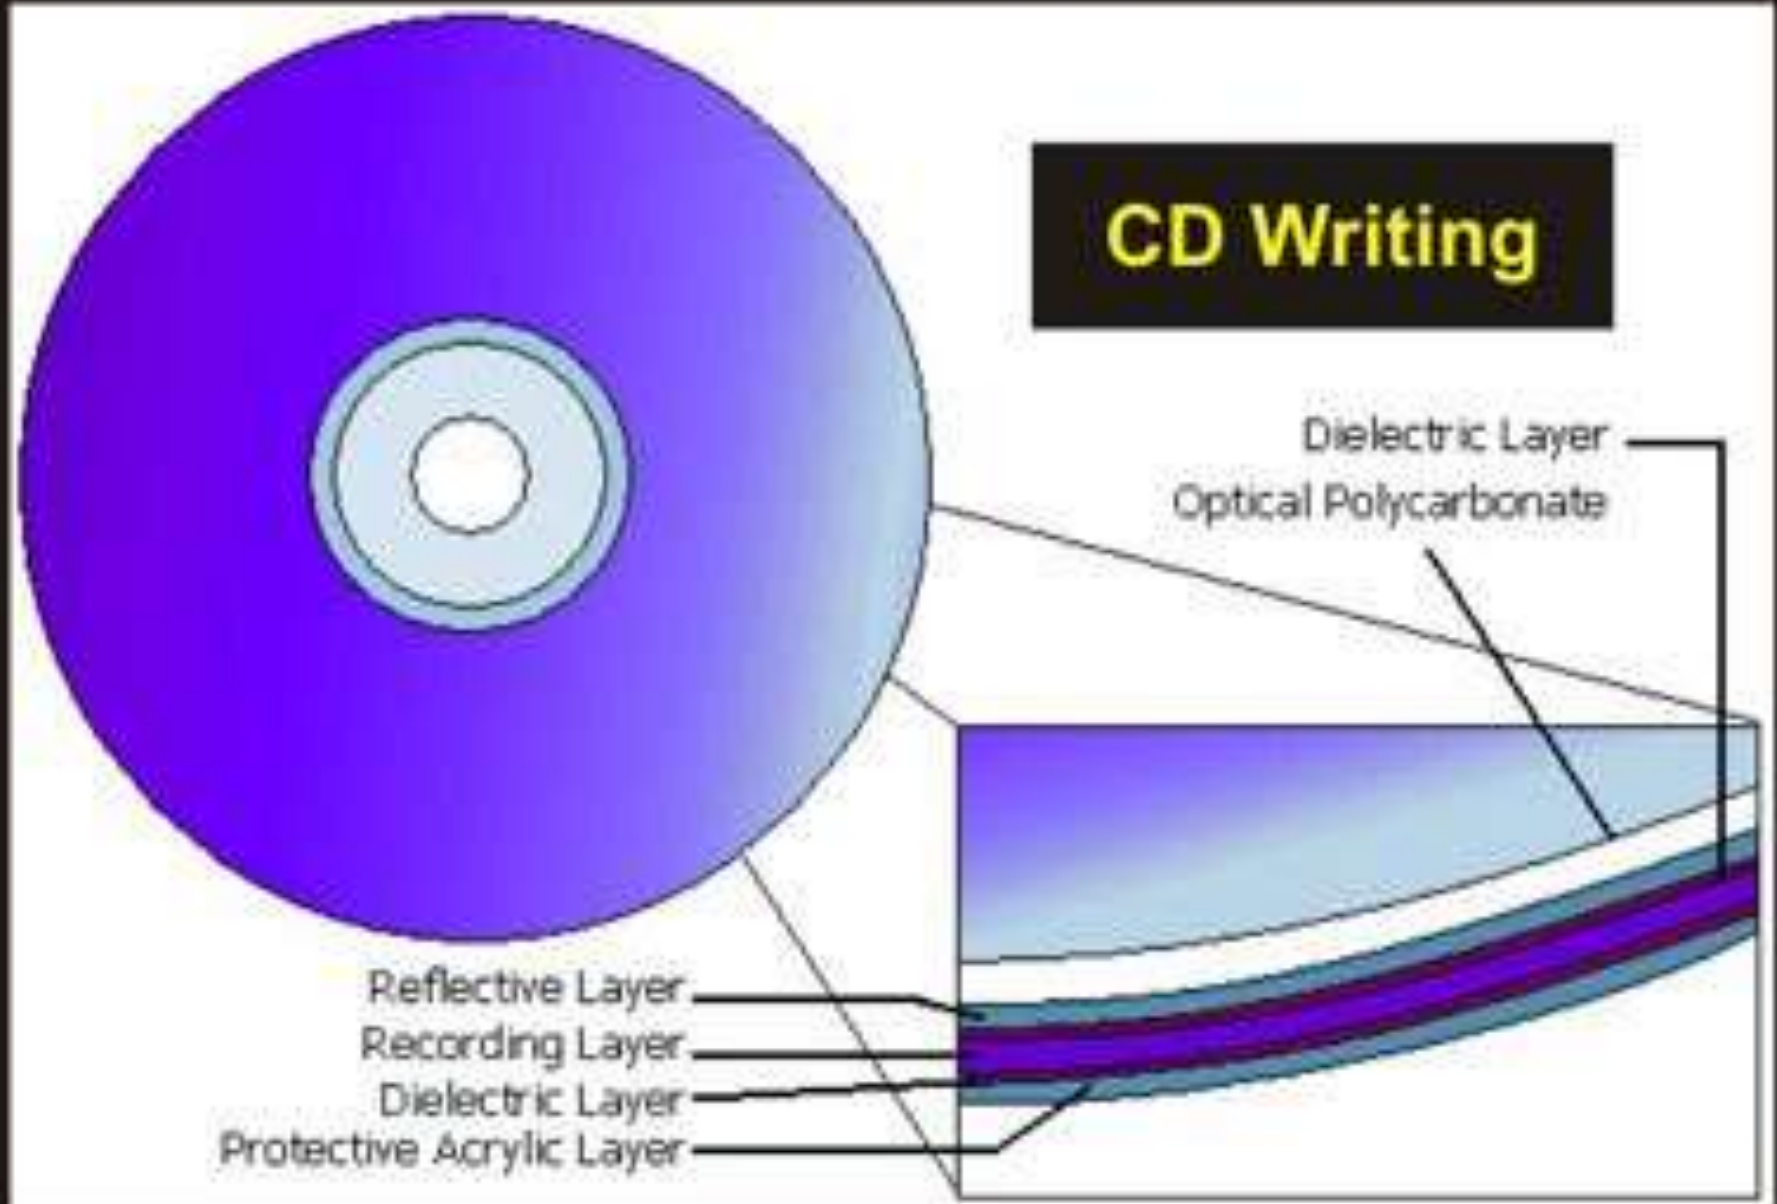 CD Writing
Dielectric Layer
Optical Polycarbonate
Reflective Layer
Recording Layer
Dielectric Layer
Protective Acrylic Layer